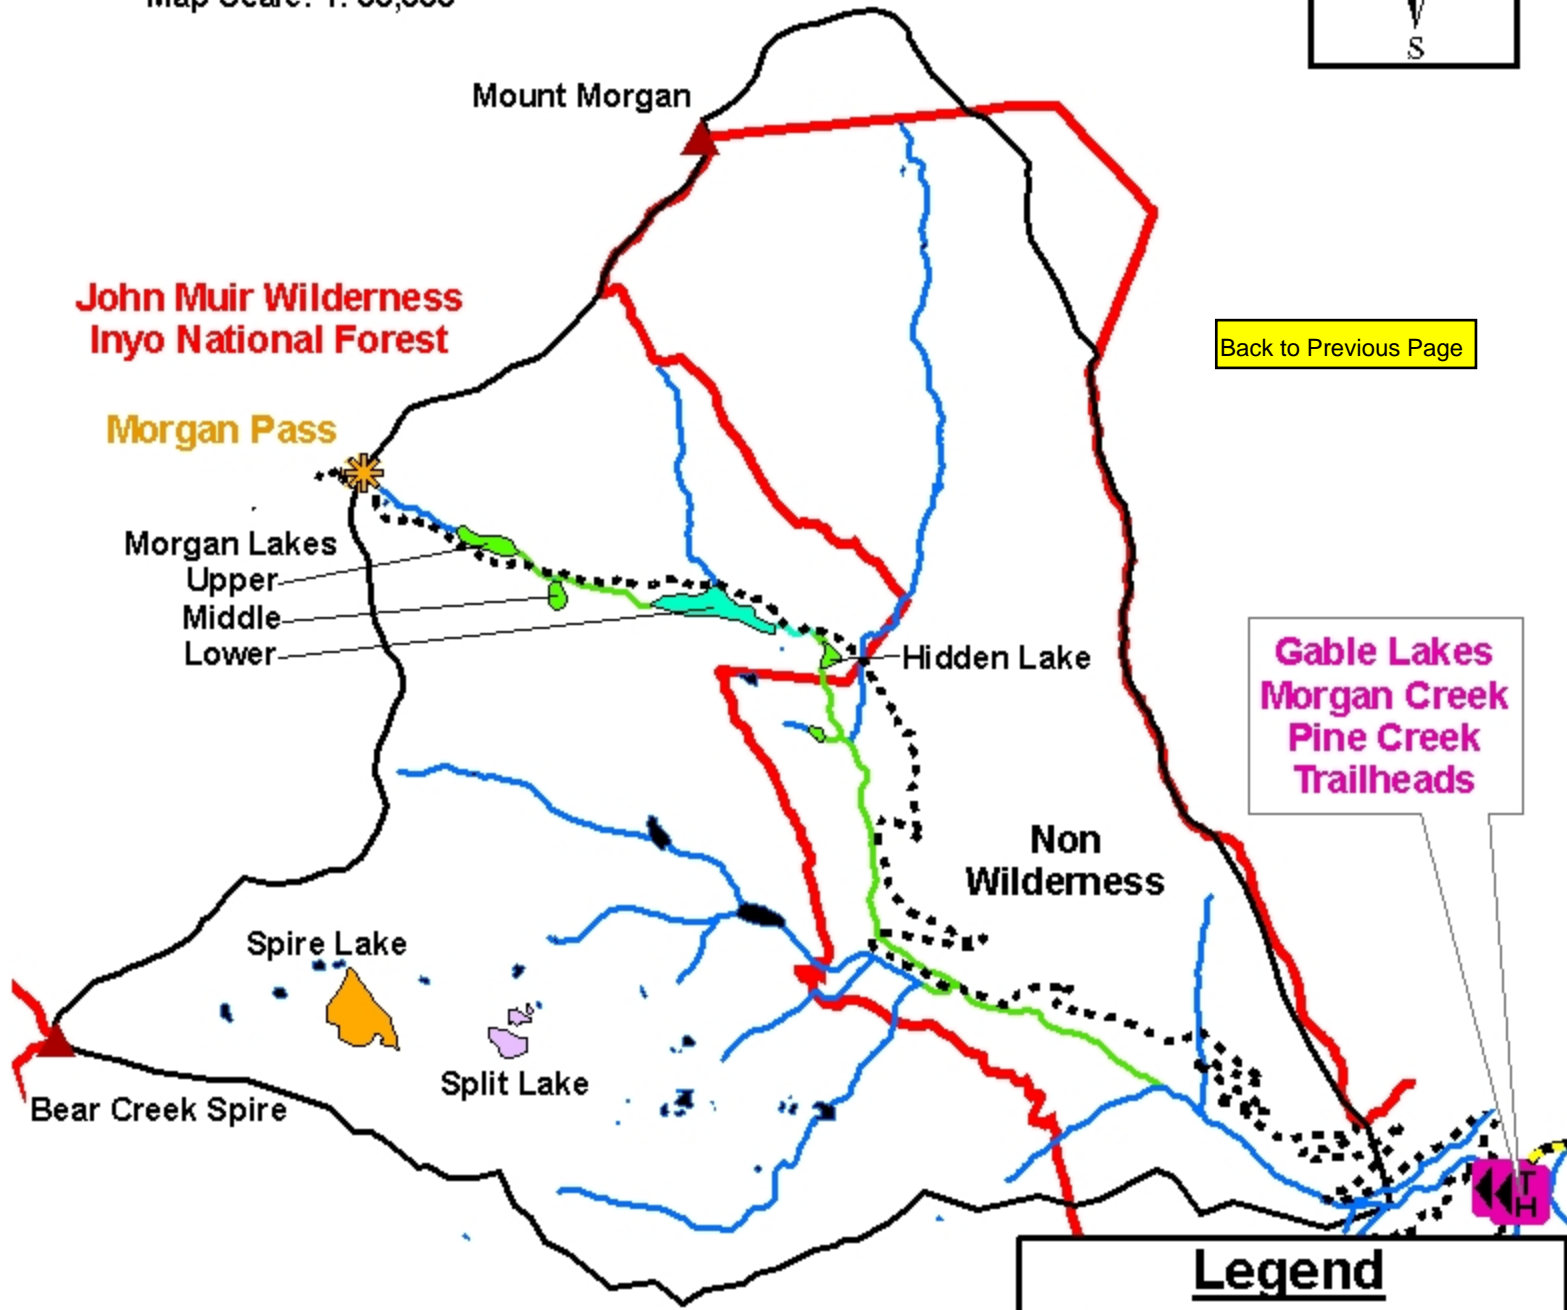 S
Mount Morgan
John Muir Wilderness
Inyo National Forest
Back to Previous Page
Morgan Pass
Morgan Lakes
Upper
Middle
Lower
Hidden Lake
Gable Lakes
Morgan Creek
Pine Creek
Trailheads
Non
Wilderness
Spire Lake
Split Lake
Bear Creek Spire
T
H
Legend